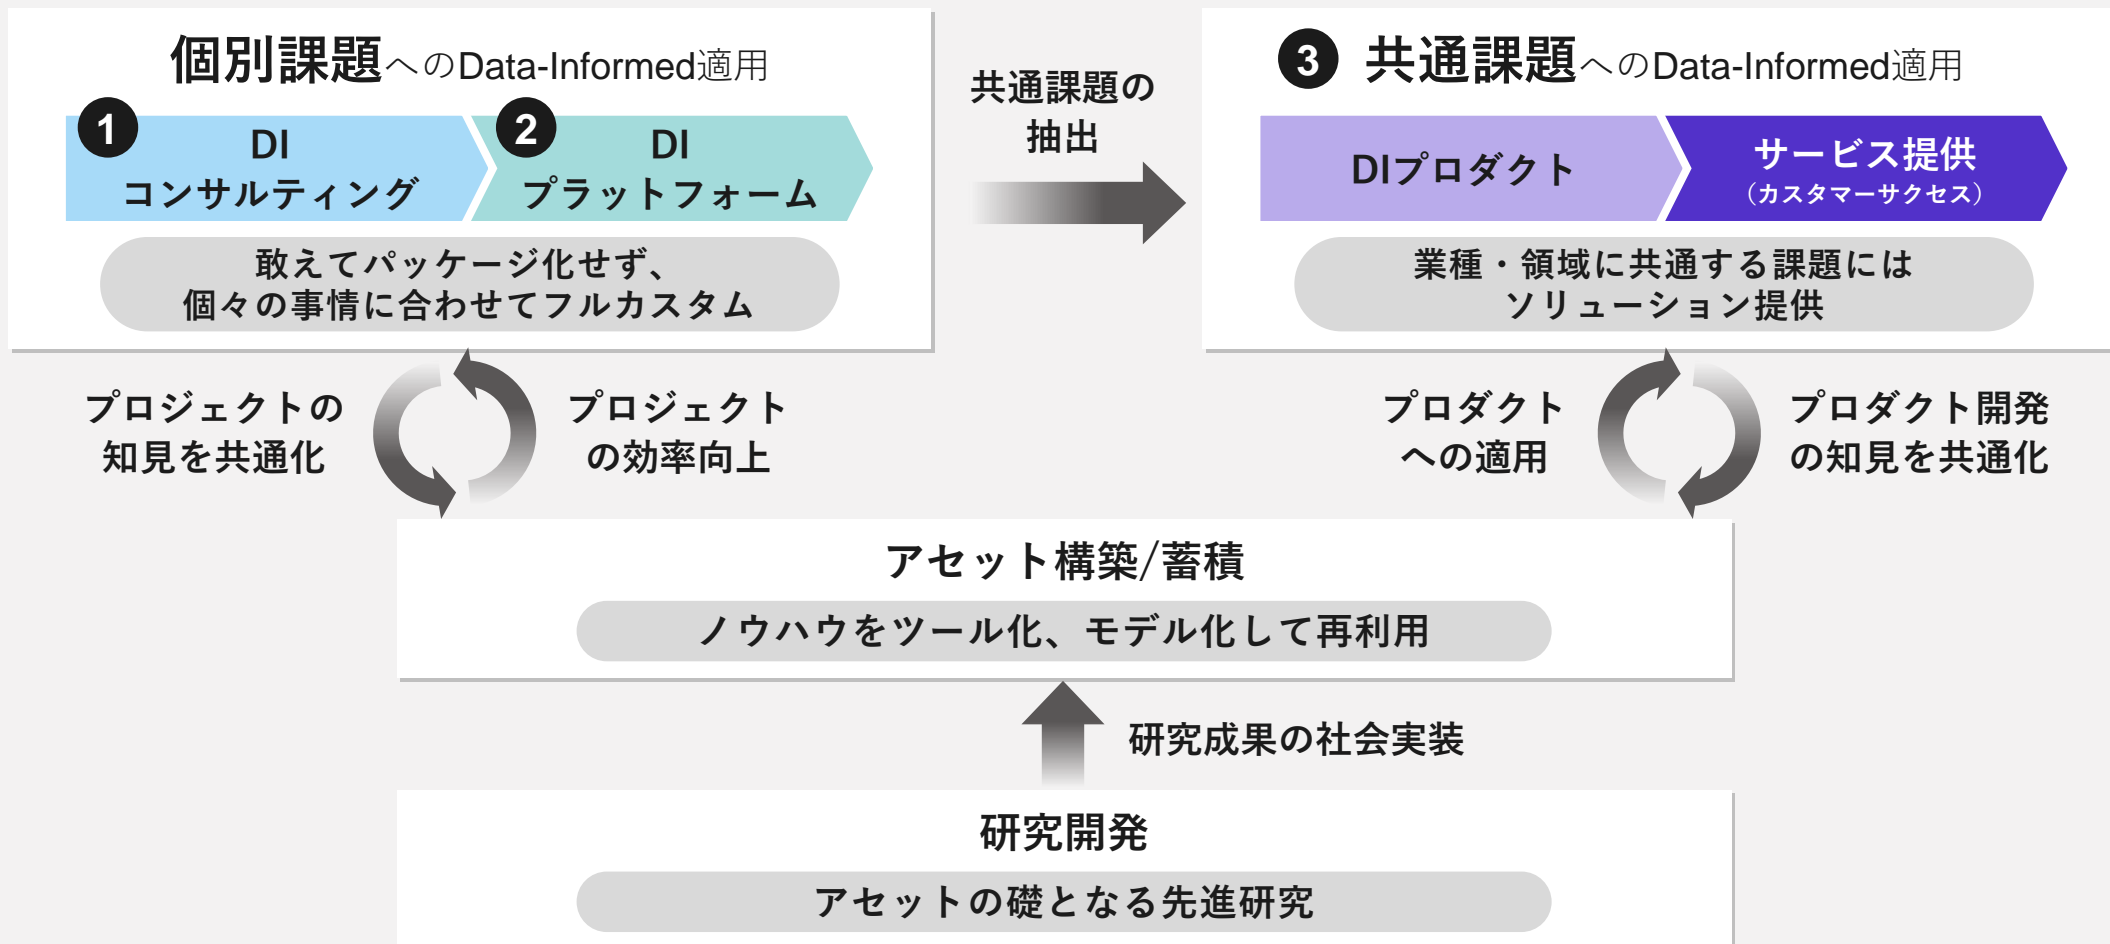 個別課題へのData-Informed適用
1
DI
コンサルティング
2
DI
プラットフォーム
敢えてパッケージ化せず、
個々の事情に合わせてフルカスタム
共通課題の
抽出
3 共通課題へのData-Informed適用
DIプロダクト
サービス提供
(カスタマーサクセス)
業種・領域に共通する課題には
ソリューション提供
プロジェクトの
知見を共通化
プロジェクト
の効率向上
プロダクト
への適用
プロダクト開発
の知見を共通化
アセット構築/蓄積
ノウハウをツール化、モデル化して再利用
研究成果の社会実装
研究開発
アセットの礎となる先進研究